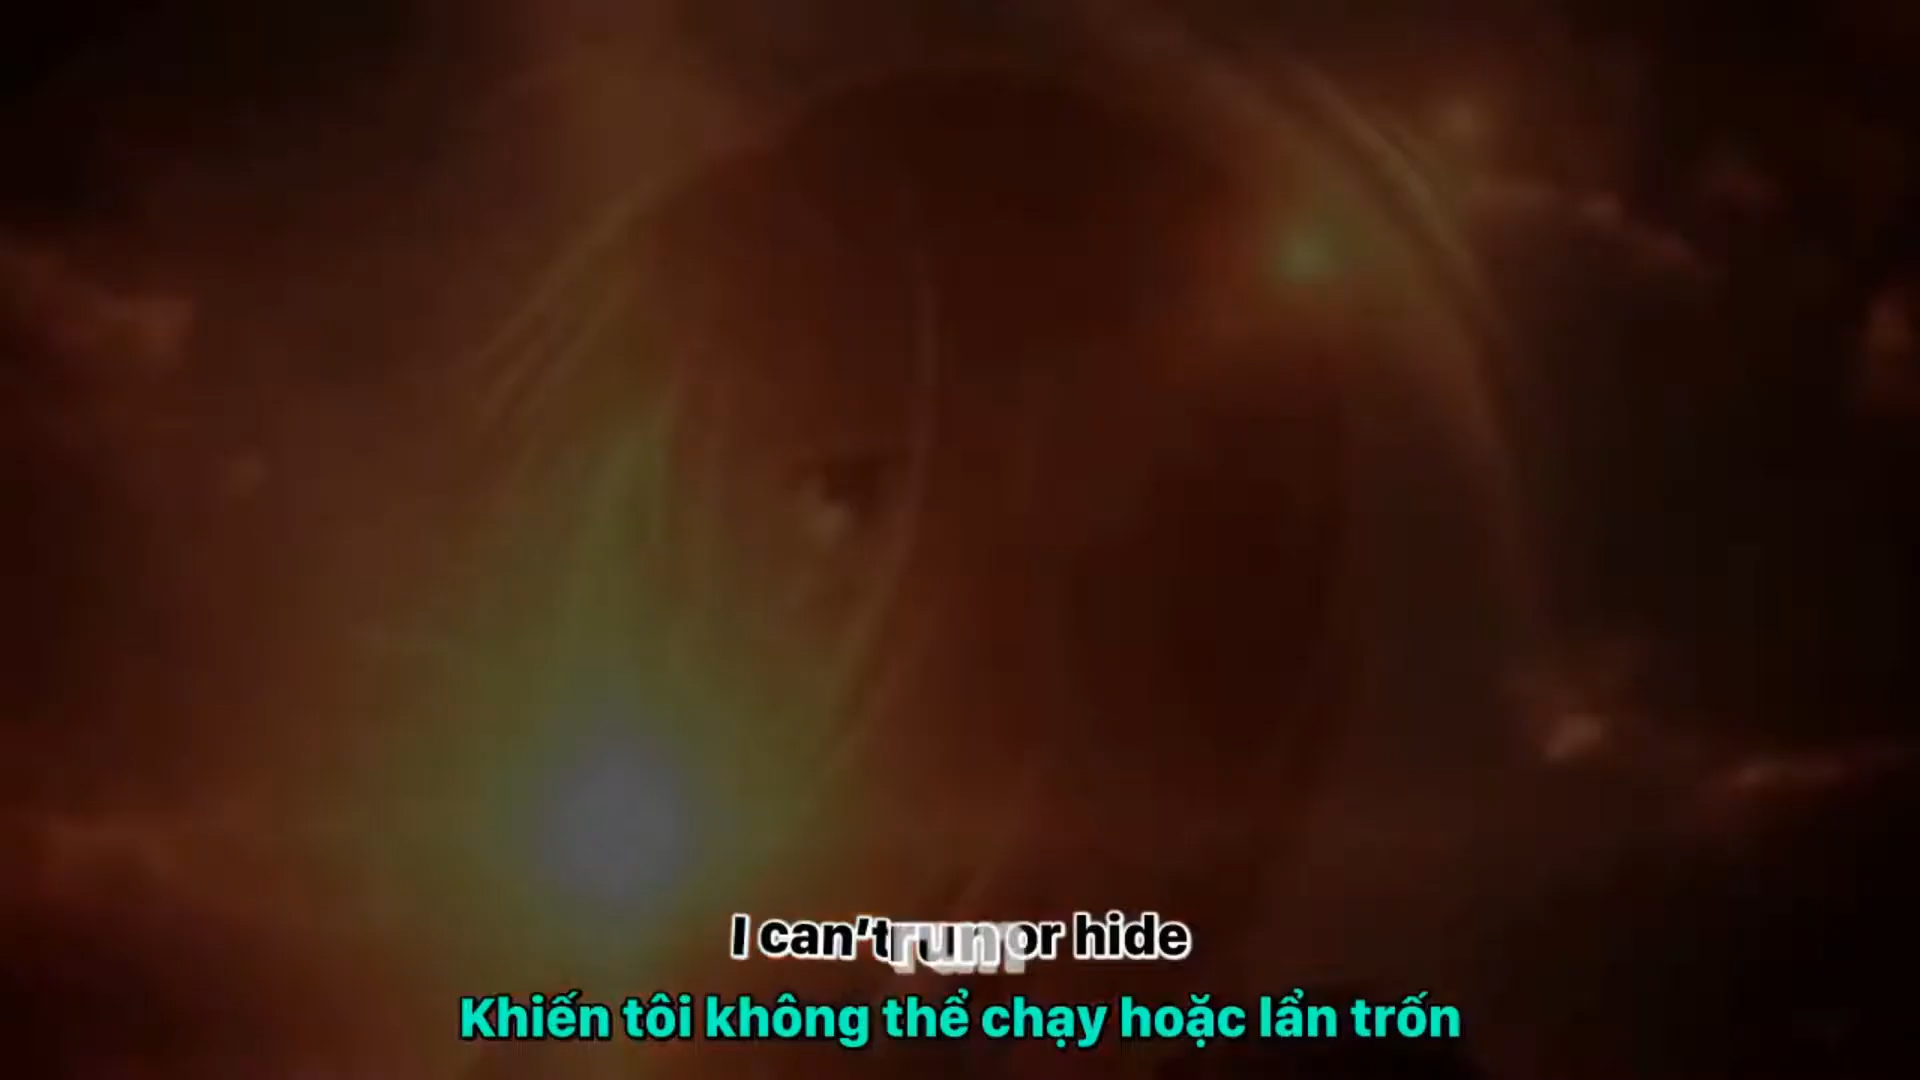 I can't run or hide
Khiến tôi không thể chạy hoặc lẩn trốn